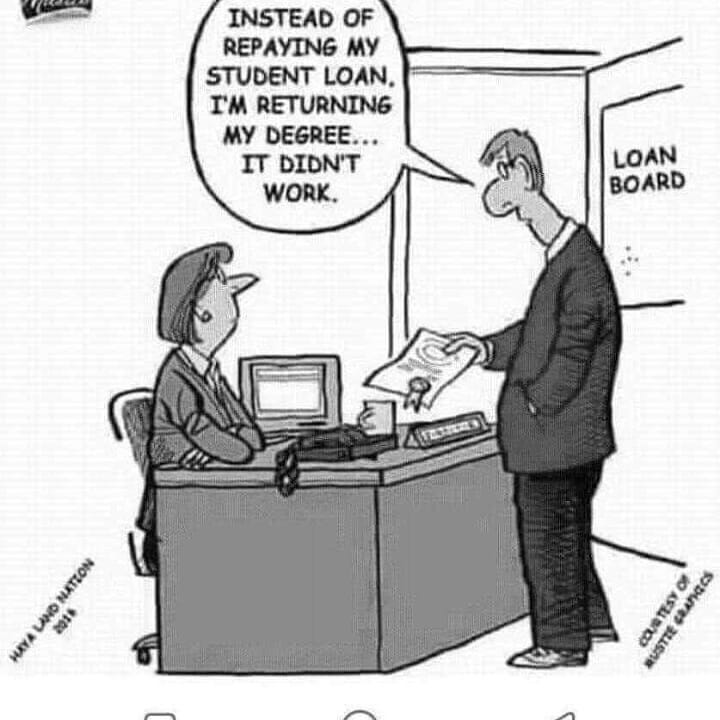 INSTEAD OF
REPAYING MY
STUDENT LOAN.
I'M RETURNING
MY DEGREE...
IT DIDN'T
WORK.
LOAN
BOARD
HAYA LAND NATION
2016
COURTESY OF
BUSTTE GRAPHICS